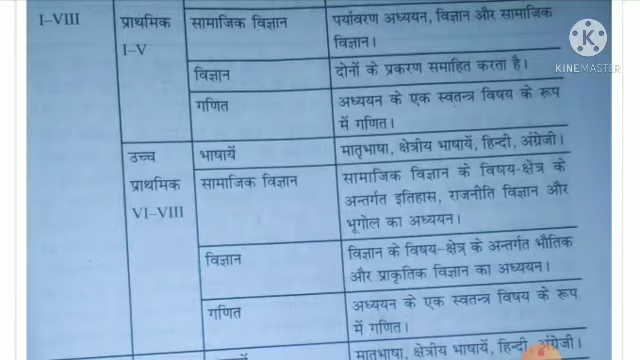 I–VIII प्राथमिक सामाजिक विज्ञान पर्यावरण अध्ययन, विज्ञान और सामाजिक
I–V विज्ञान।
विज्ञान दोनों के प्रकरण समाहित करता है।
गणित अध्ययन के एक स्वतन्त्र विषय के रूप
में गणित।
उच्च भाषायें मातृभाषा, क्षेत्रीय भाषायें, हिन्दी, अंग्रेजी।
प्राथमिक सामाजिक विज्ञान सामाजिक विज्ञान के विषय-क्षेत्र के
VI–VIII अन्तर्गत इतिहास, राजनीति विज्ञान और
भूगोल का अध्ययन।
विज्ञान विज्ञान के विषय-क्षेत्र के अन्तर्गत भौतिक
और प्राकृतिक विज्ञान का अध्ययन।
गणित अध्ययन के एक स्वतन्त्र विषय के रूप
में गणित।
मातृभाषा, क्षेत्रीय भाषायें, हिन्दी, अंग्रेजी।
KINEMASTER